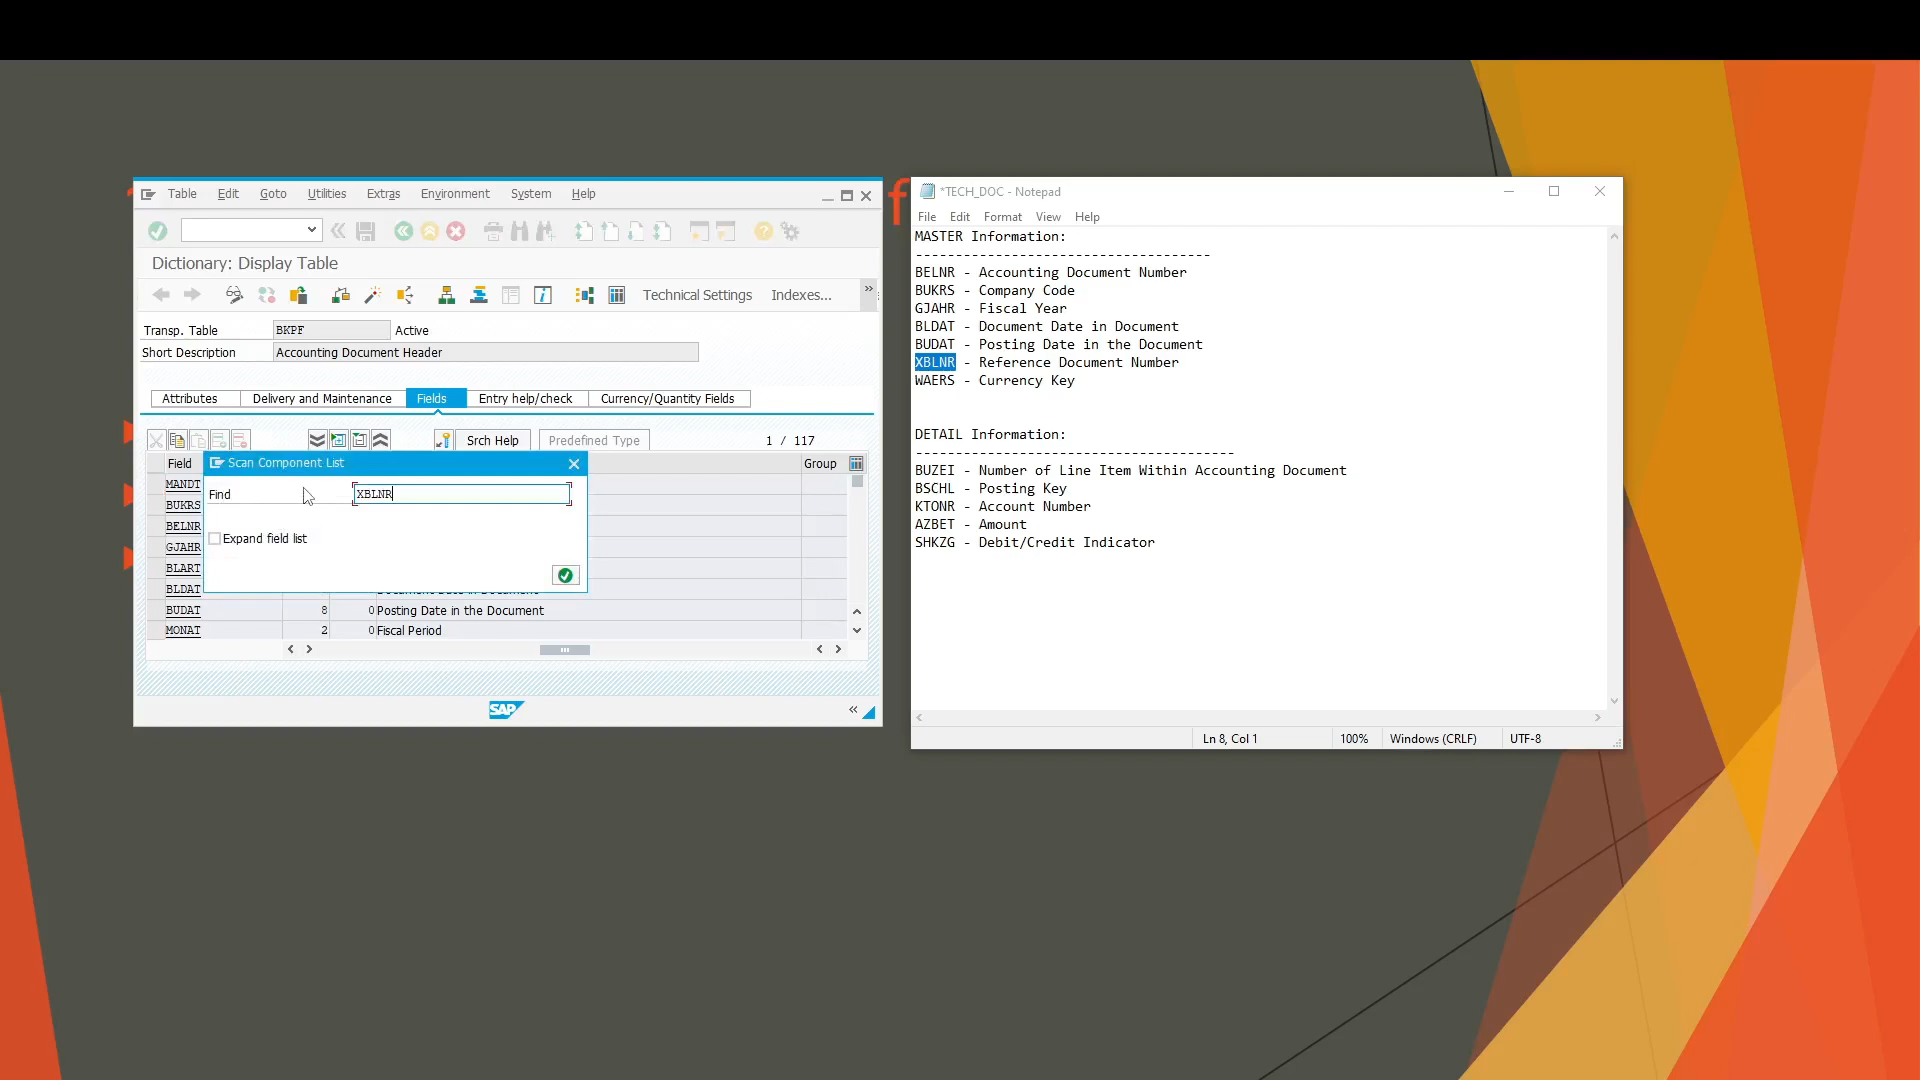 Table Edit Goto Utilities Extras Environment System Help
Dictionary: Display Table
Technical Settings Indexes...
Transp. Table BKPF Active
Short Description Accounting Document Header
Attributes Delivery and Maintenance Fields Entry help/check Currency/Quantity Fields
Srch Help Predefined Type 1 / 117
Field Group
MANDT
BUKRS
BELNR
GJAHR
BLART
BLDAT
BUDAT 8 0 Posting Date in the Document
MONAT 2 0 Fiscal Period
Scan Component List
Find XBLNR
Expand field list
SAP
f
*TECH_DOC - Notepad
File Edit Format View Help
MASTER Information:
-------------------------------------
BELNR - Accounting Document Number
BUKRS - Company Code
GJAHR - Fiscal Year
BLDAT - Document Date in Document
BUDAT - Posting Date in the Document
XBLNR - Reference Document Number
WAERS - Currency Key
DETAIL Information:
----------------------------------------
BUZEI - Number of Line Item Within Accounting Document
BSCHL - Posting Key
KTONR - Account Number
AZBET - Amount
SHKZG - Debit/Credit Indicator
Ln 8, Col 1 100% Windows (CRLF) UTF-8